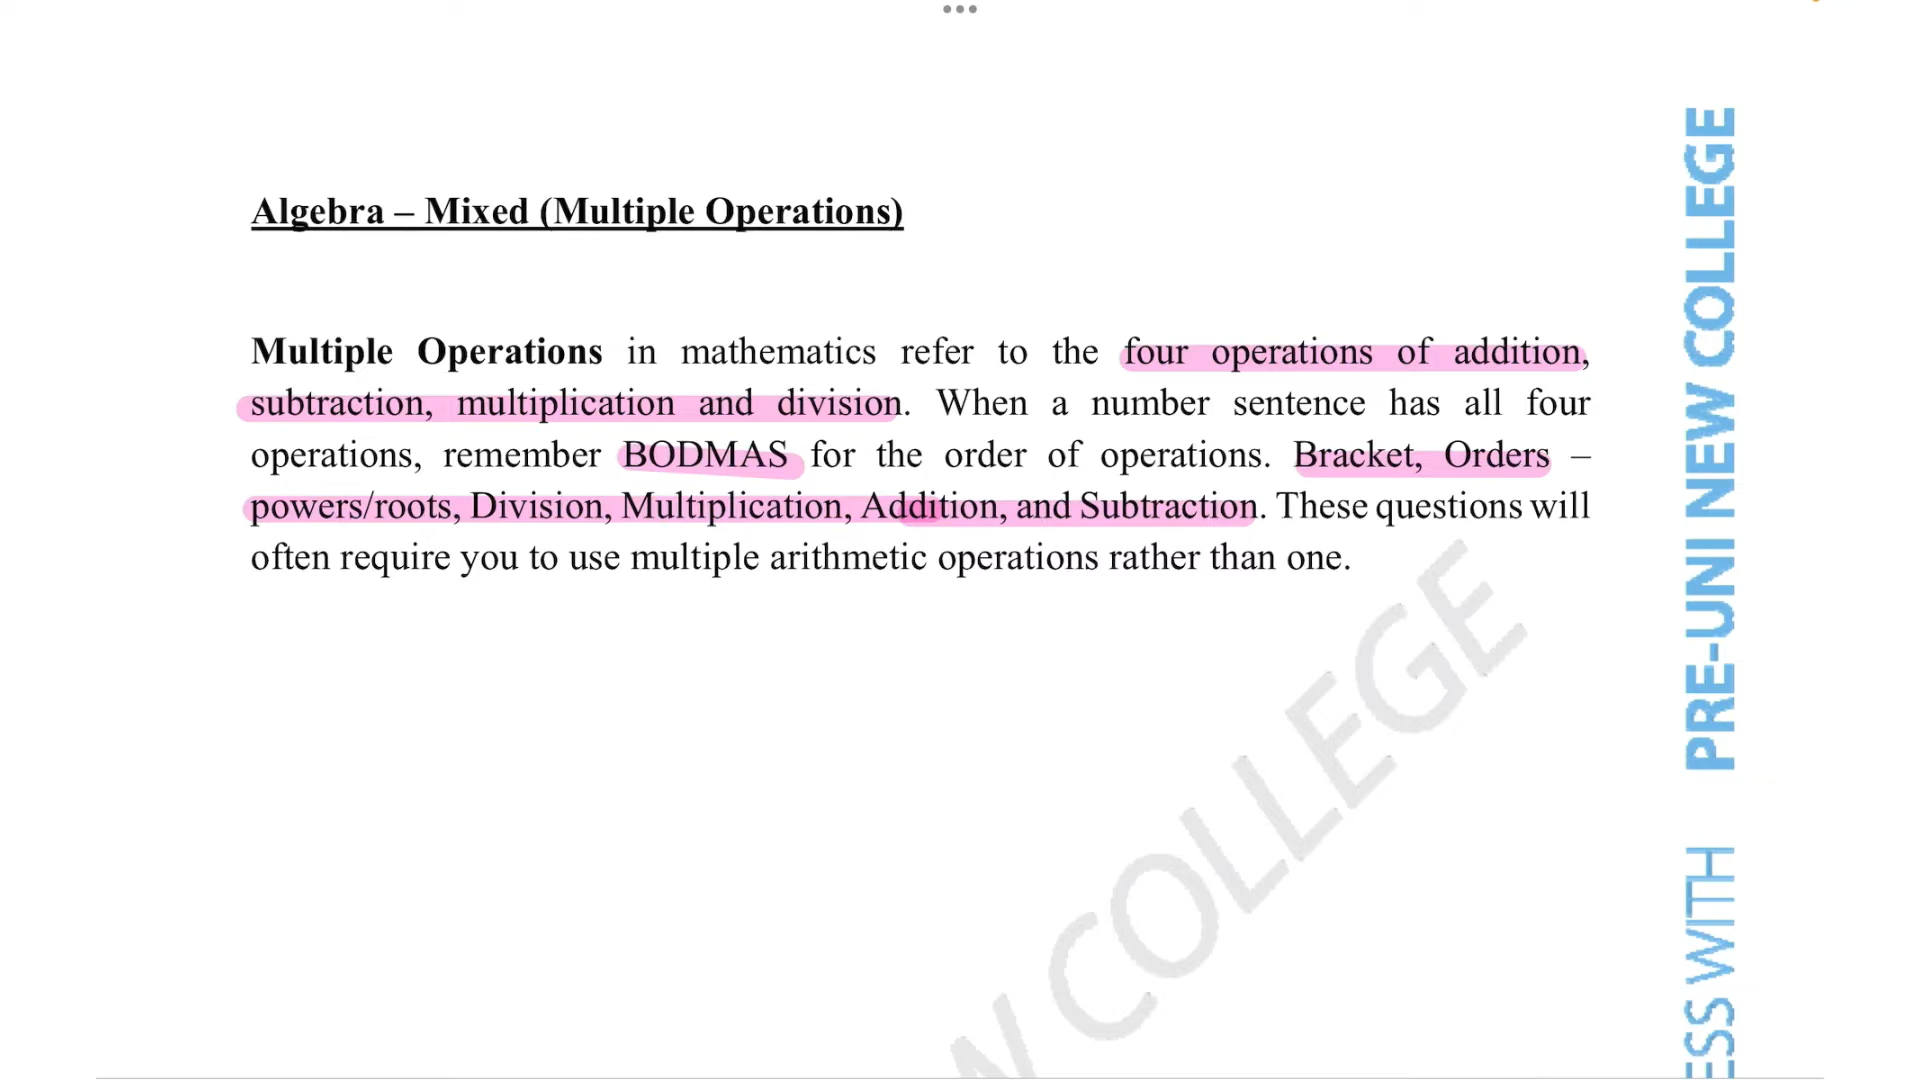 Algebra – Mixed (Multiple Operations)
Multiple Operations in mathematics refer to the four operations of addition,
subtraction, multiplication and division. When a number sentence has all four
operations, remember BODMAS for the order of operations. Bracket, Orders –
powers/roots, Division, Multiplication, Addition, and Subtraction. These questions will
often require you to use multiple arithmetic operations rather than one.
W COLLEGE
ESS WITH PRE-UNI NEW COLLEGE